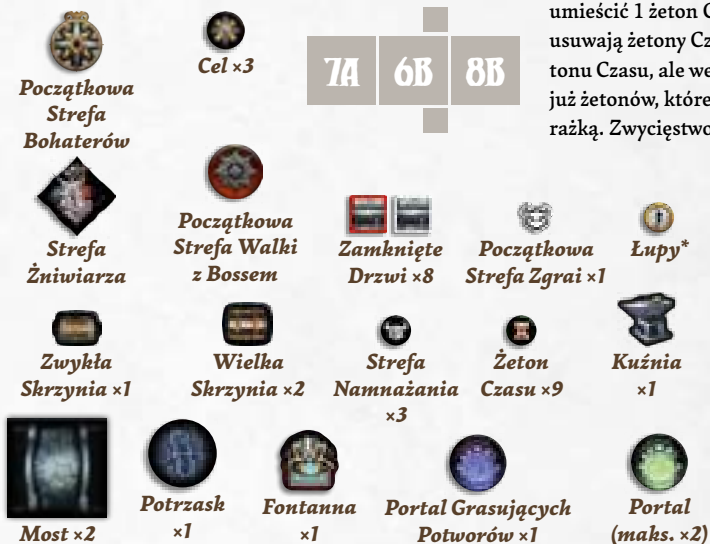 Początkowa
Strefa
Bohaterów
Cel ×3
7A 6B 8B
umieścić 1 żeton
usuwają żetony
tonu Czasu, ale
już żetonów, które
rażką. Zwycięstwo
Strefa
Żniwiarza
Początkowa
Strefa Walki
z Bossem
Zamknięte
Drzwi ×8
Początkowa
Strefa Zgrai ×1
Łupy*
Zwykła
Skrzynia ×1
Wielka
Skrzynia ×2
Strefa
Namnażania
×3
Żeton
Czasu ×9
Kuźnia
×1
Most ×2
Potrzask
×1
Fontanna
×1
Portal Grasujących
Potworów ×1
Portal
(maks. ×2)